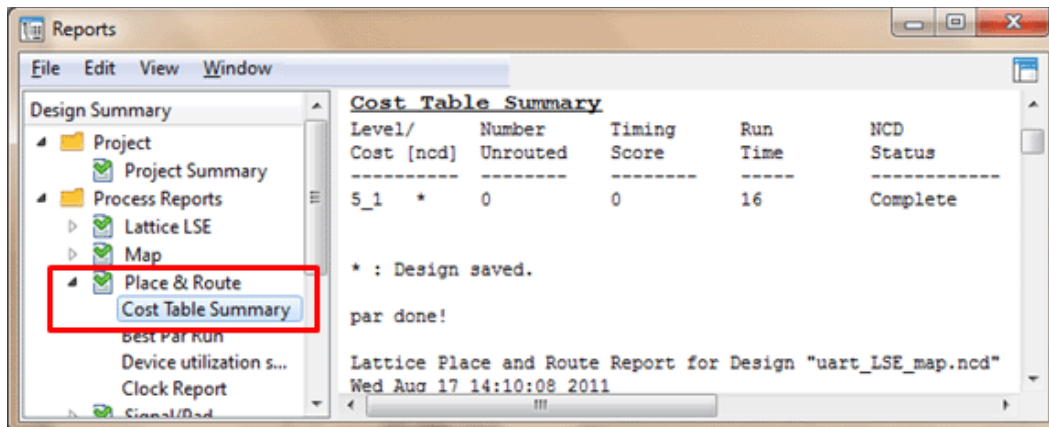 Reports
File Edit View Window
Design Summary
Project
Project Summary
Process Reports
Lattice LSE
Map
Place & Route
Cost Table Summary
Best Par Run
Device utilization s...
Clock Report
Signal/Pad
Cost Table Summary
Level/ Number Timing Run NCD
Cost [ncd] Unrouted Score Time Status
---------- -------- -------- ----- ------------
5_1 * 0 0 16 Complete
* : Design saved.
par done!
Lattice Place and Route Report for Design "uart_LSE_map.ncd"
Wed Aug 17 14:10:08 2011